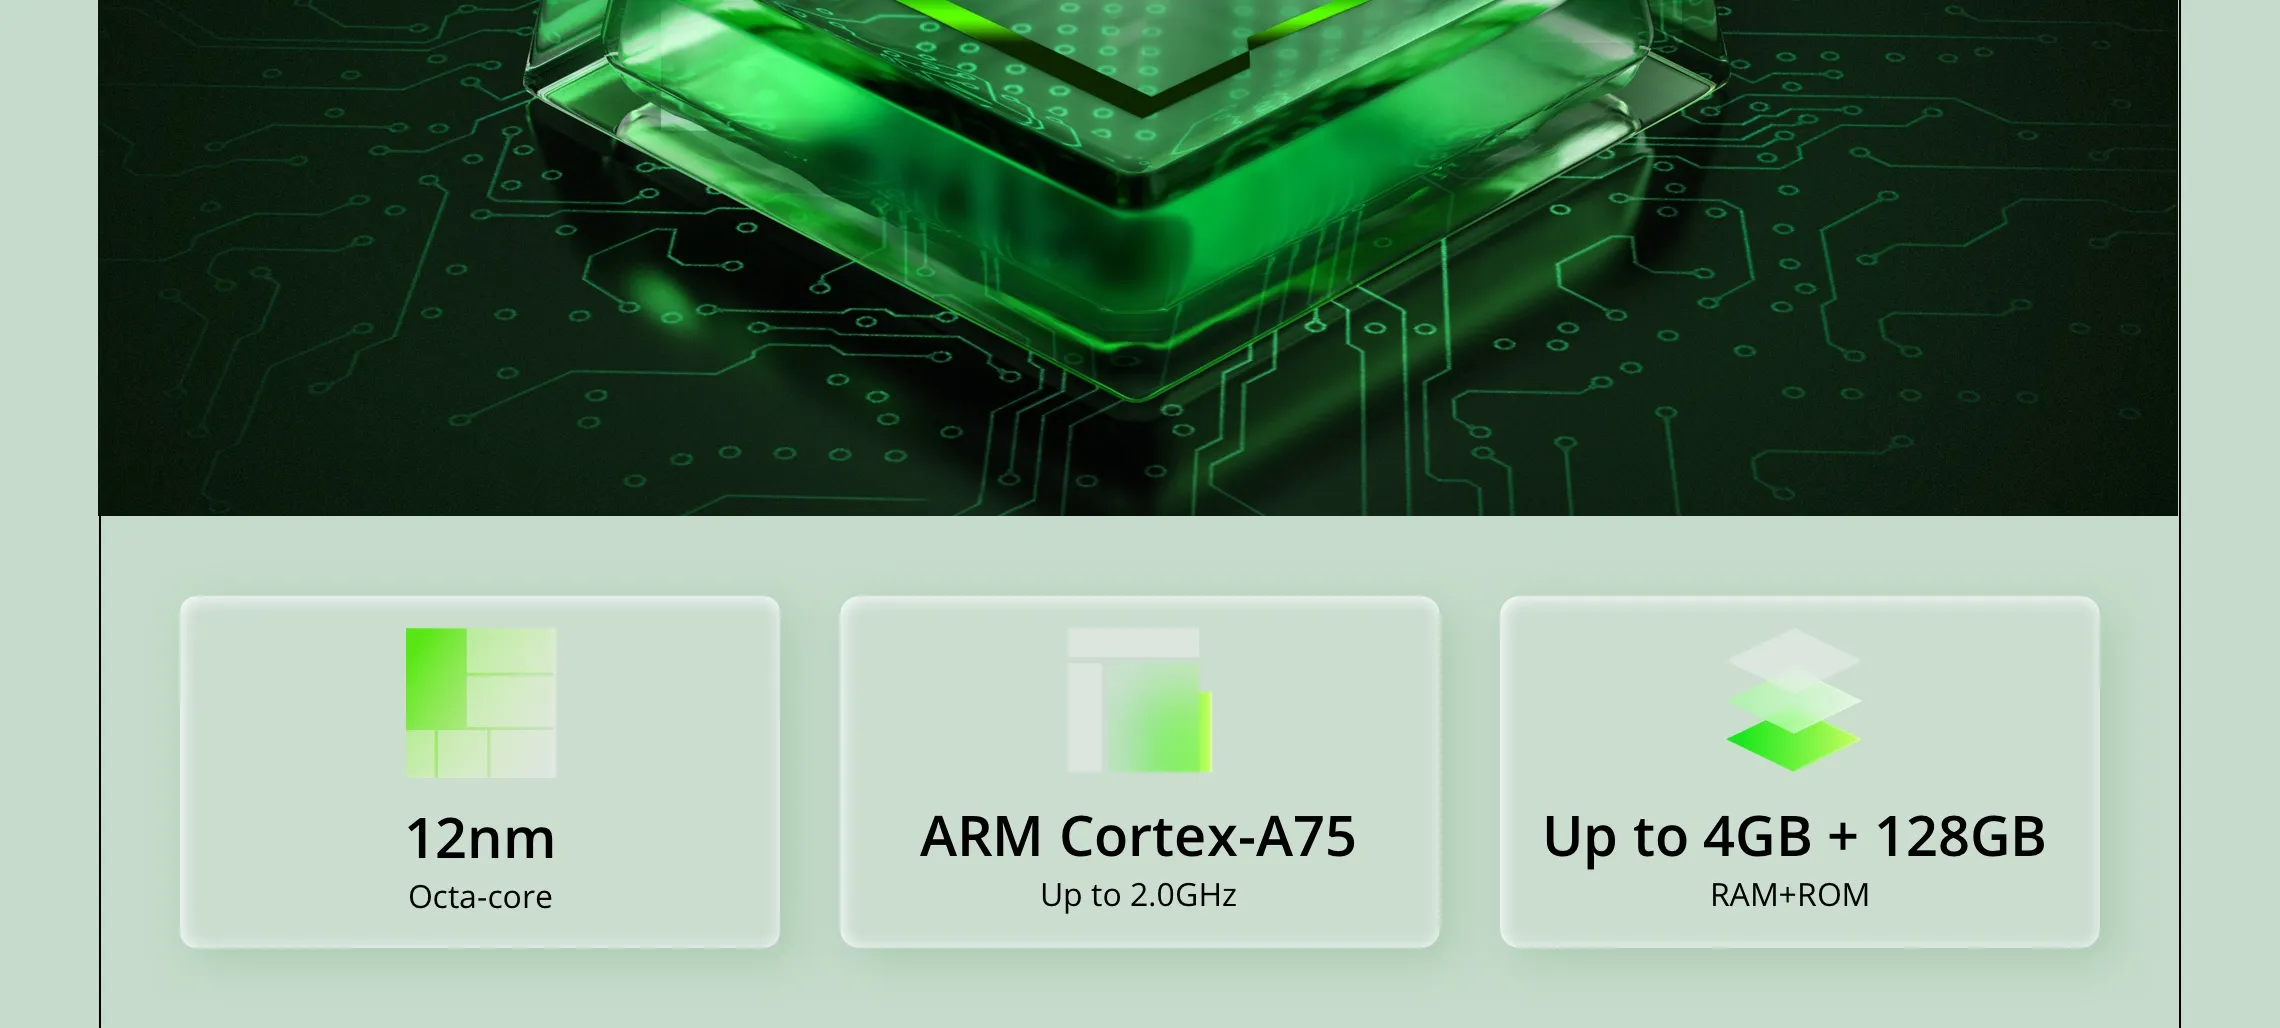 12nm
Octa-core
ARM Cortex-A75
Up to 2.0GHz
Up to 4GB + 128GB
RAM+ROM